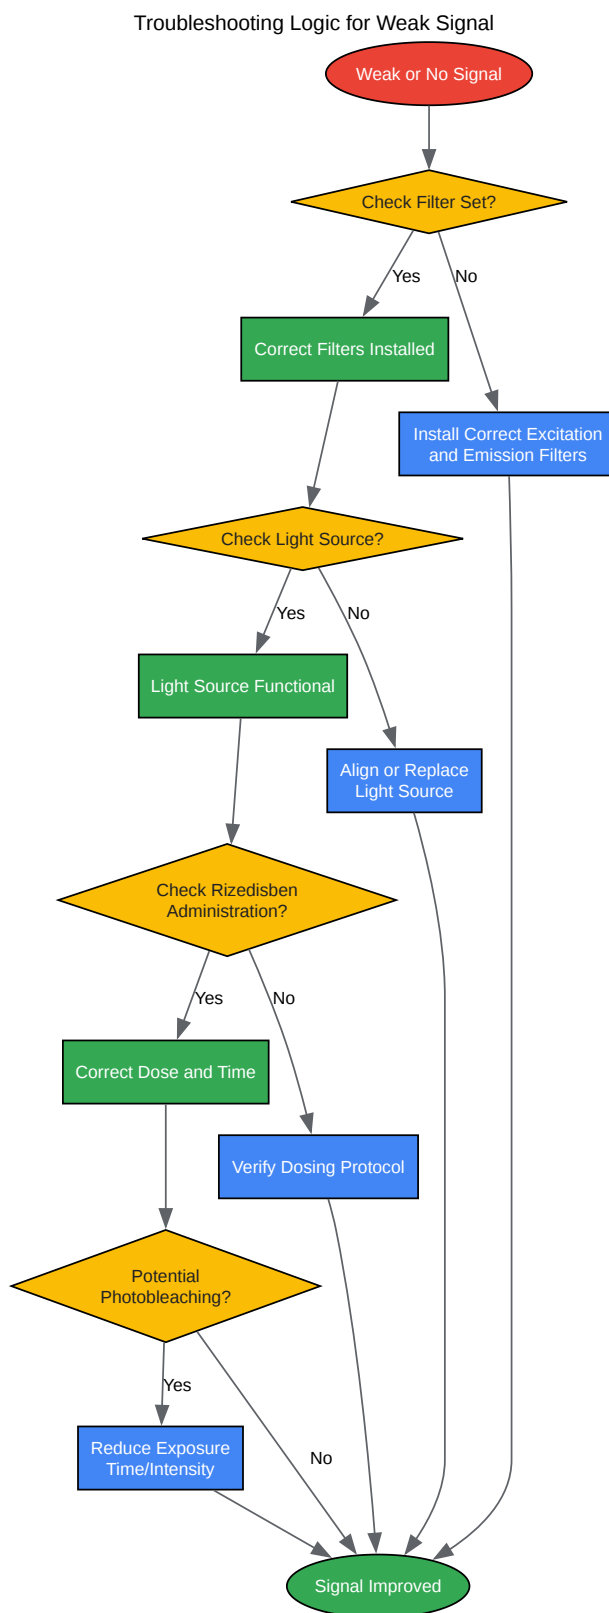 Troubleshooting Logic for Weak Signal
Weak or No Signal
Check Filter Set?
Yes
No
Correct Filters Installed
Install Correct Excitation
and Emission Filters
Check Light Source?
Yes
No
Light Source Functional
Align or Replace
Light Source
Check Rizedisben
Administration?
Yes
No
Correct Dose and Time
Verify Dosing Protocol
Potential
Photobleaching?
Yes
Reduce Exposure
Time/Intensity
No
Signal Improved